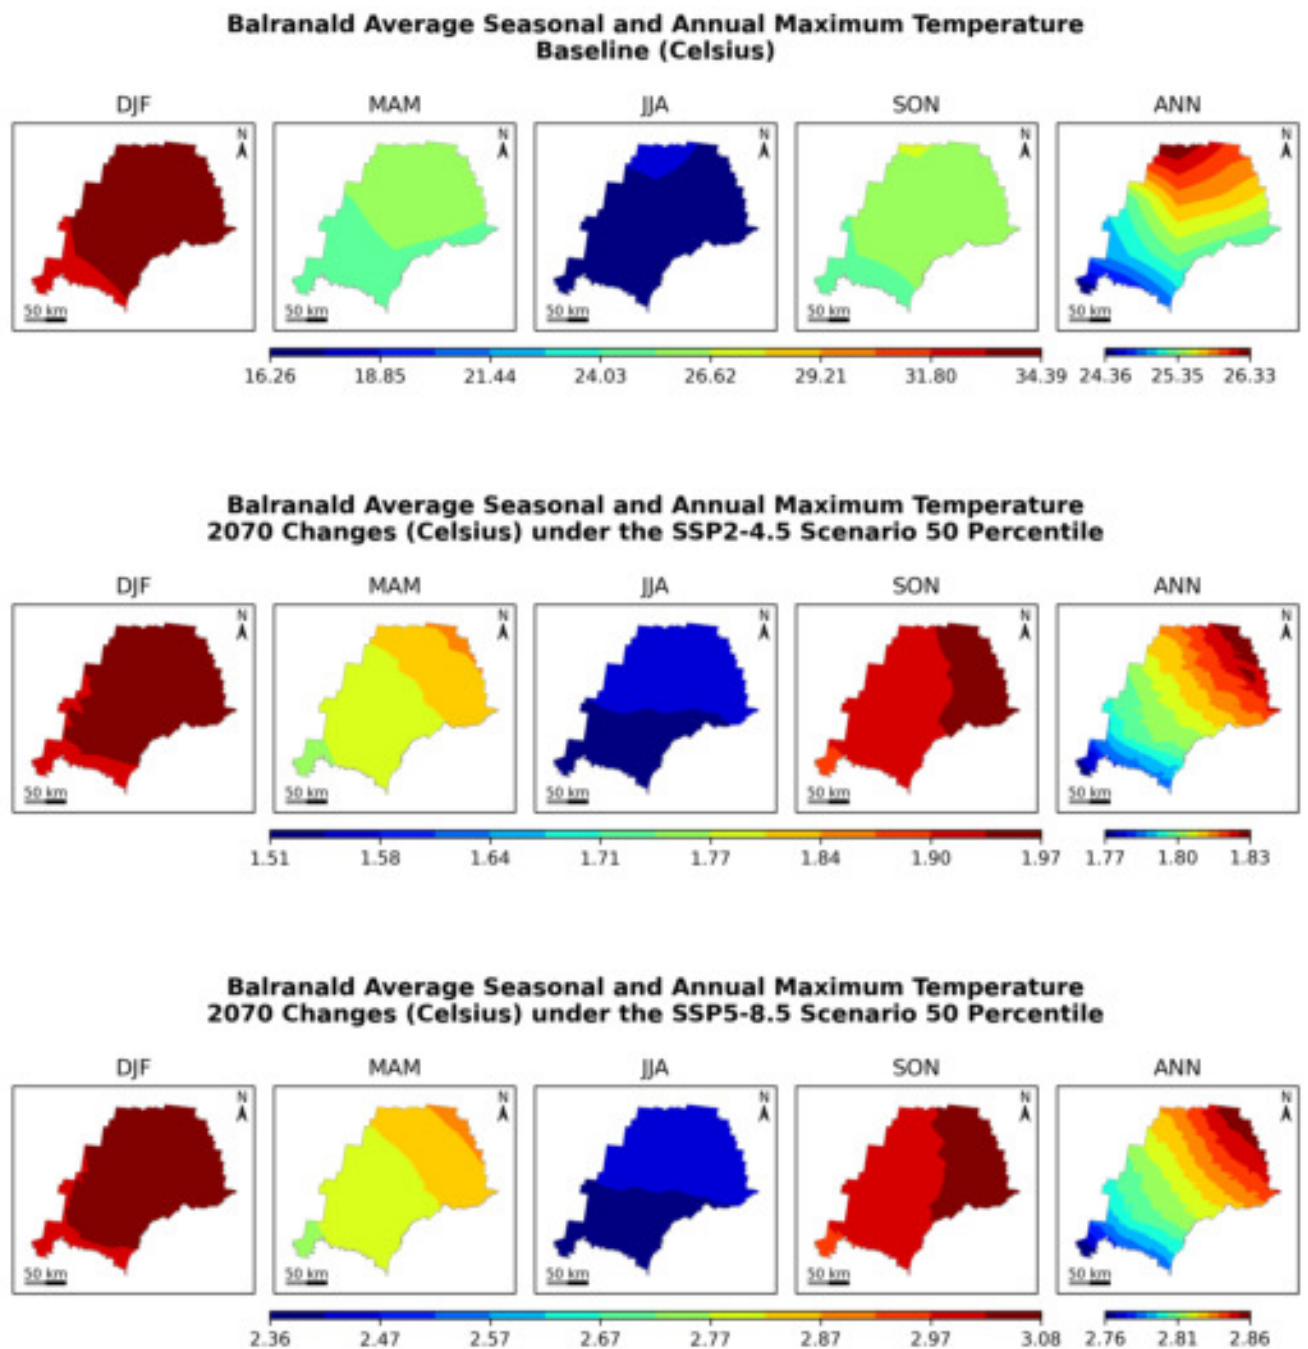 Balranald Average Seasonal and Annual Maximum Temperature
Baseline (Celsius)
DJF MAM JJA SON ANN
N N N N N
50 km 50 km 50 km 50 km 50 km
16.26 18.85 21.44 24.03 26.62 29.21 31.80 34.39 24.36 25.35 26.33
Balranald Average Seasonal and Annual Maximum Temperature
2070 Changes (Celsius) under the SSP2-4.5 Scenario 50 Percentile
DJF MAM JJA SON ANN
N N N N N
50 km 50 km 50 km 50 km 50 km
1.51 1.58 1.64 1.71 1.77 1.84 1.90 1.97 1.77 1.80 1.83
Balranald Average Seasonal and Annual Maximum Temperature
2070 Changes (Celsius) under the SSP5-8.5 Scenario 50 Percentile
DJF MAM JJA SON ANN
N N N N N
50 km 50 km 50 km 50 km 50 km
2.36 2.47 2.57 2.67 2.77 2.87 2.97 3.08 2.76 2.81 2.86